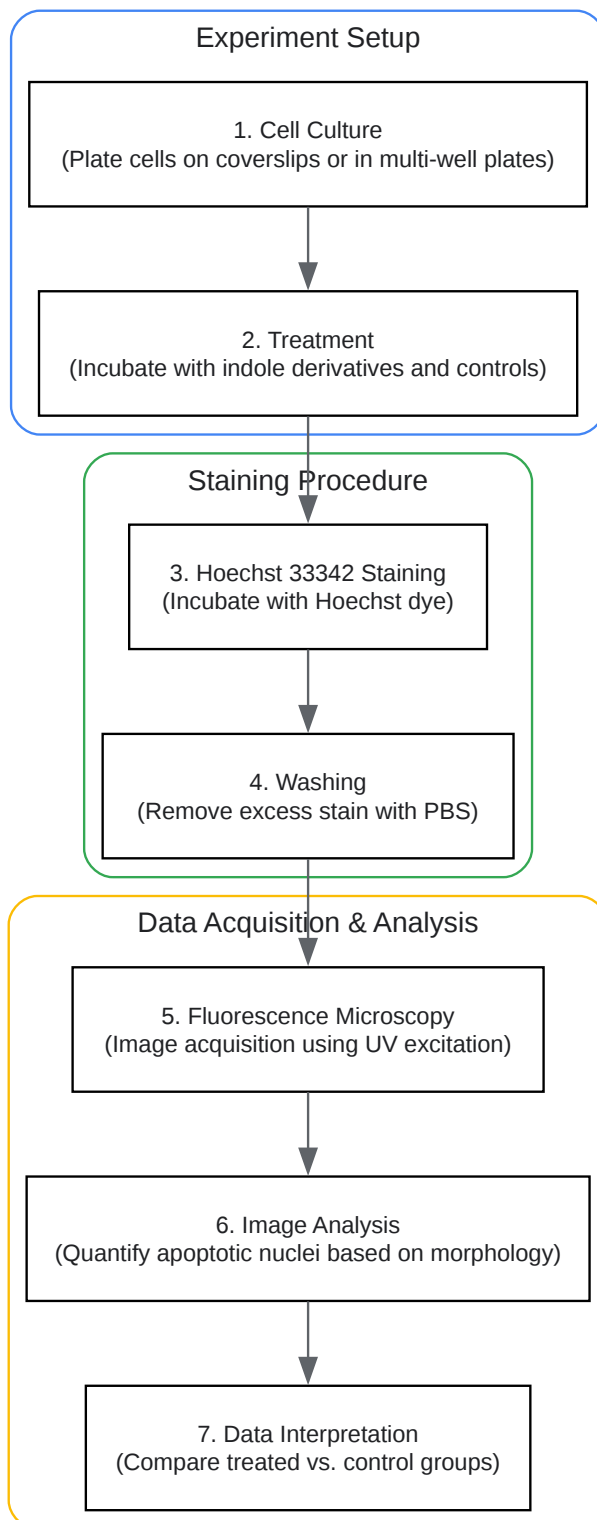 Experiment Setup
1. Cell Culture
(Plate cells on coverslips or in multi-well plates)
2. Treatment
(Incubate with indole derivatives and controls)
Staining Procedure
3. Hoechst 33342 Staining
(Incubate with Hoechst dye)
4. Washing
(Remove excess stain with PBS)
Data Acquisition & Analysis
5. Fluorescence Microscopy
(Image acquisition using UV excitation)
6. Image Analysis
(Quantify apoptotic nuclei based on morphology)
7. Data Interpretation
(Compare treated vs. control groups)